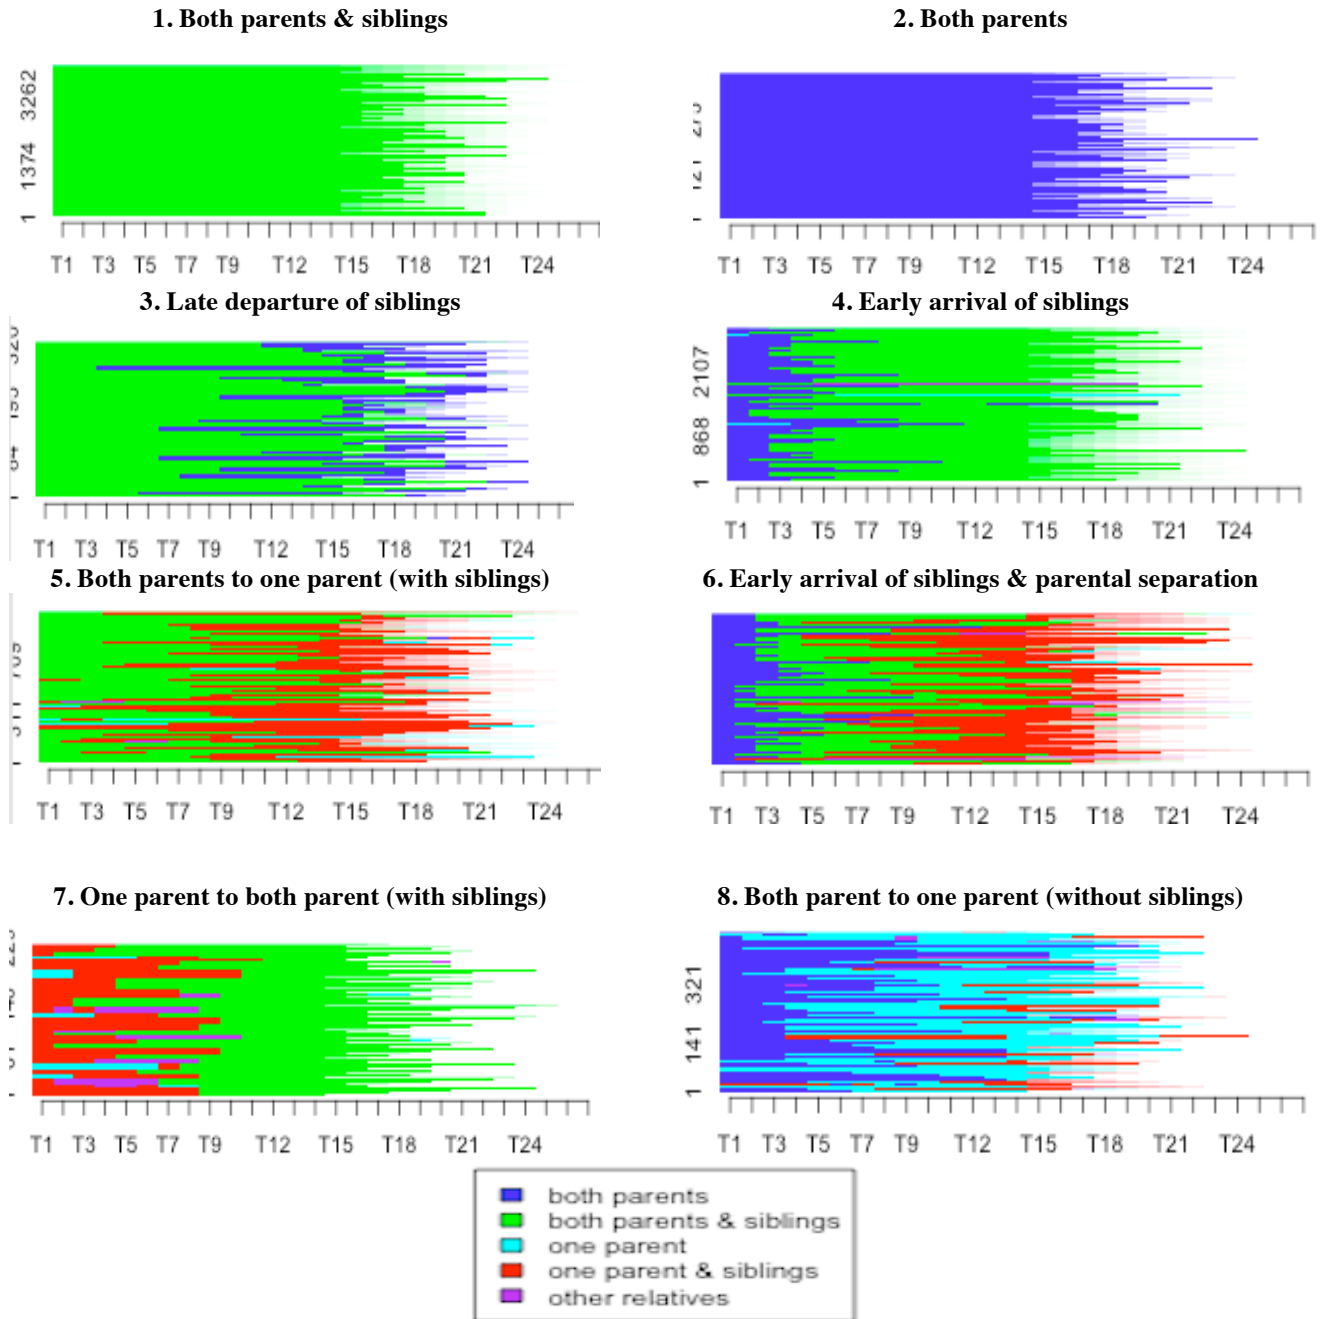 1. Both parents & siblings
2. Both parents
3262
1374
1
T1 T3 T5 T7 T9 T12 T15 T18 T21 T24
T1 T3 T5 T7 T9 T12 T15 T18 T21 T24
3. Late departure of siblings
4. Early arrival of siblings
2107
868
1
T1 T3 T5 T7 T9 T12 T15 T18 T21 T24
T1 T3 T5 T7 T9 T12 T15 T18 T21 T24
5. Both parents to one parent (with siblings)
6. Early arrival of siblings & parental separation
T1 T3 T5 T7 T9 T12 T15 T18 T21 T24
T1 T3 T5 T7 T9 T12 T15 T18 T21 T24
7. One parent to both parent (with siblings)
8. Both parent to one parent (without siblings)
321
141
1
T1 T3 T5 T7 T9 T12 T15 T18 T21 T24
T1 T3 T5 T7 T9 T12 T15 T18 T21 T24
both parents
both parents & siblings
one parent
one parent & siblings
other relatives